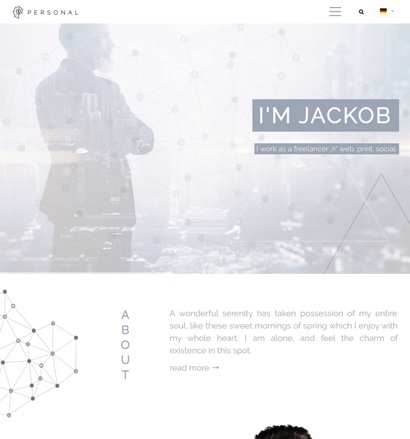 PERSONAL
I'M JACKOB
I work as a freelancer // web. print. social.
ABOUT
A wonderful serenity has taken possession of my entire
soul, like these sweet mornings of spring which I enjoy with
my whole heart. I am alone, and feel the charm of
existence in this spot.
read more →